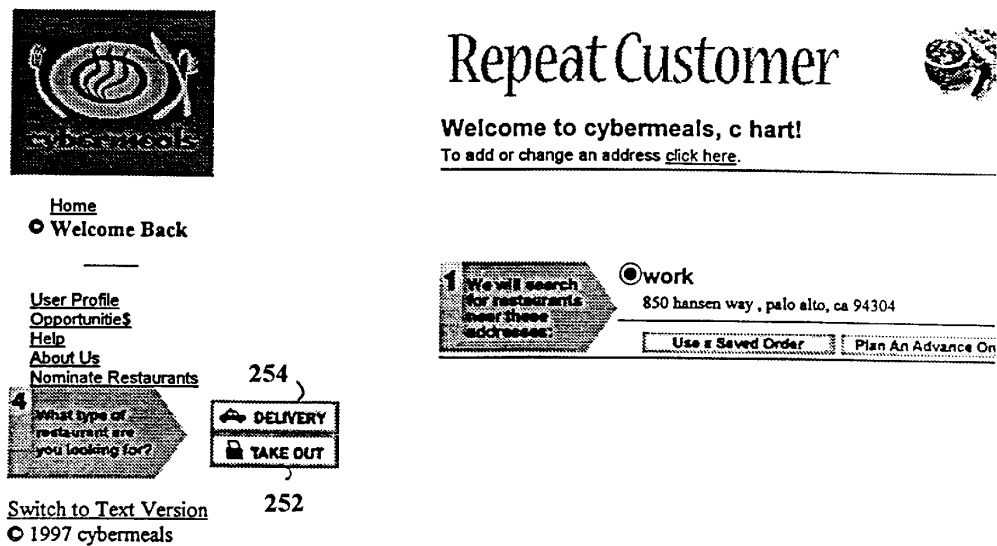 cybermeals
Repeat Customer
Welcome to cybermeals, c hart!
To add or change an address click here.
Home
Welcome Back
User Profile
Opportunitie$
Help
About Us
Nominate Restaurants
1
We will search
for restaurants
near these
addresses:
work
850 hansen way , palo alto, ca 94304
Use a Saved Order
Plan An Advance On
254
4
What type of
restaurant are
you looking for?
DELIVERY
TAKE OUT
252
Switch to Text Version
© 1997 cybermeals